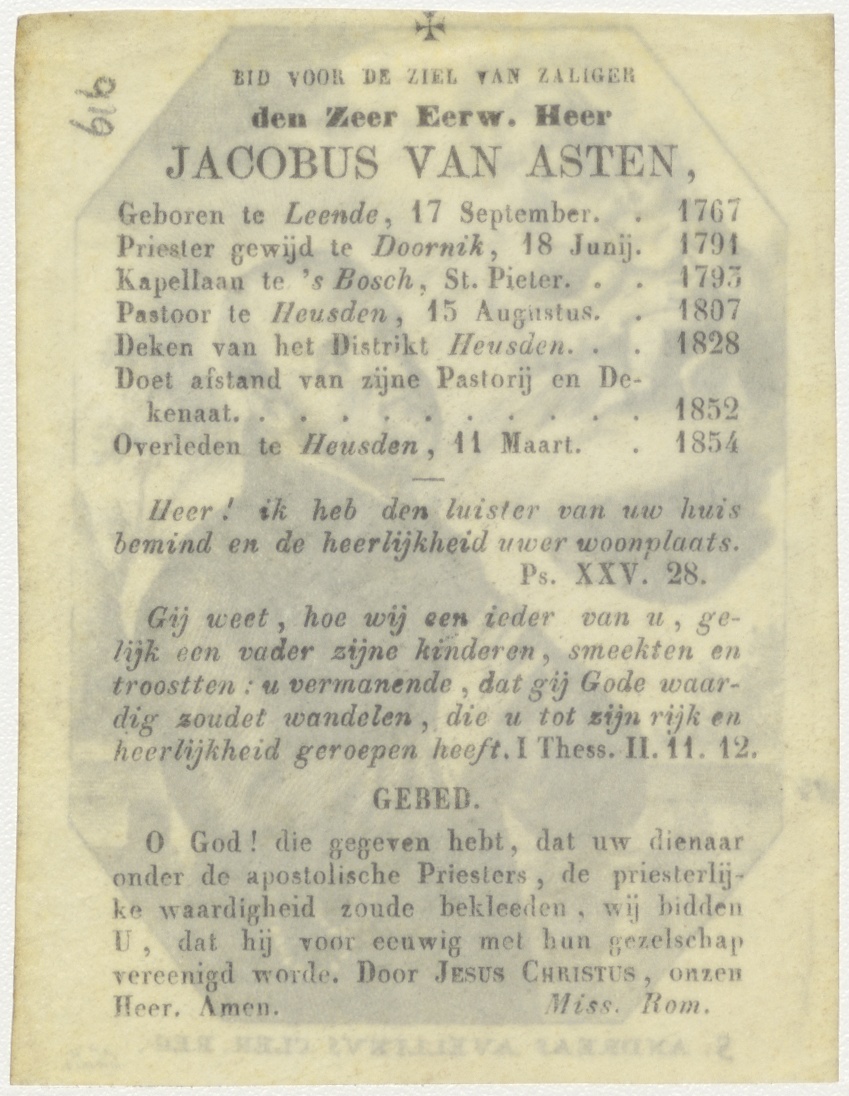 BID VOOR DE ZIEL VAN ZALIGER
den Zeer Eerw. Heer
JACOBUS VAN ASTEN,
Geboren te Leende, 17 September. . 1767
Priester gewijd te Doornik, 18 Junij. 1791
Kapellaan te 's Bosch, St. Pieter. . . 1793
Pastoor te Heusden, 15 Augustus. . 1807
Deken van het Distrikt Heusden. . . 1828
Doet afstand van zijne Pastorij en De-
kenaat. . . . . . . . . . . 1852
Overleden te Heusden, 11 Maart. . 1854
Heer! ik heb den luister van uw huis
bemind en de heerlijkheid uwer woonplaats.
Ps. XXV. 28.
Gij weet, hoe wij een ieder van u, ge-
lijk een vader zijne kinderen, smeekten en
troostten: u vermanende, dat gij Gode waar-
dig zoudet wandelen, die u tot zijn rijk en
heerlijkheid geroepen heeft. I Thess. II. 11. 12.
GEBED.
O God! die gegeven hebt, dat uw dienaar
onder de apostolische Priesters, de priesterlij-
ke waardigheid zoude bekleeden, wij bidden
U, dat hij voor eeuwig met hun gezelschap
vereenigd worde. Door JESUS CHRISTUS, onzen
Heer. Amen. Miss. Rom.
S. ANDREAS AVELLINVS CLER REG